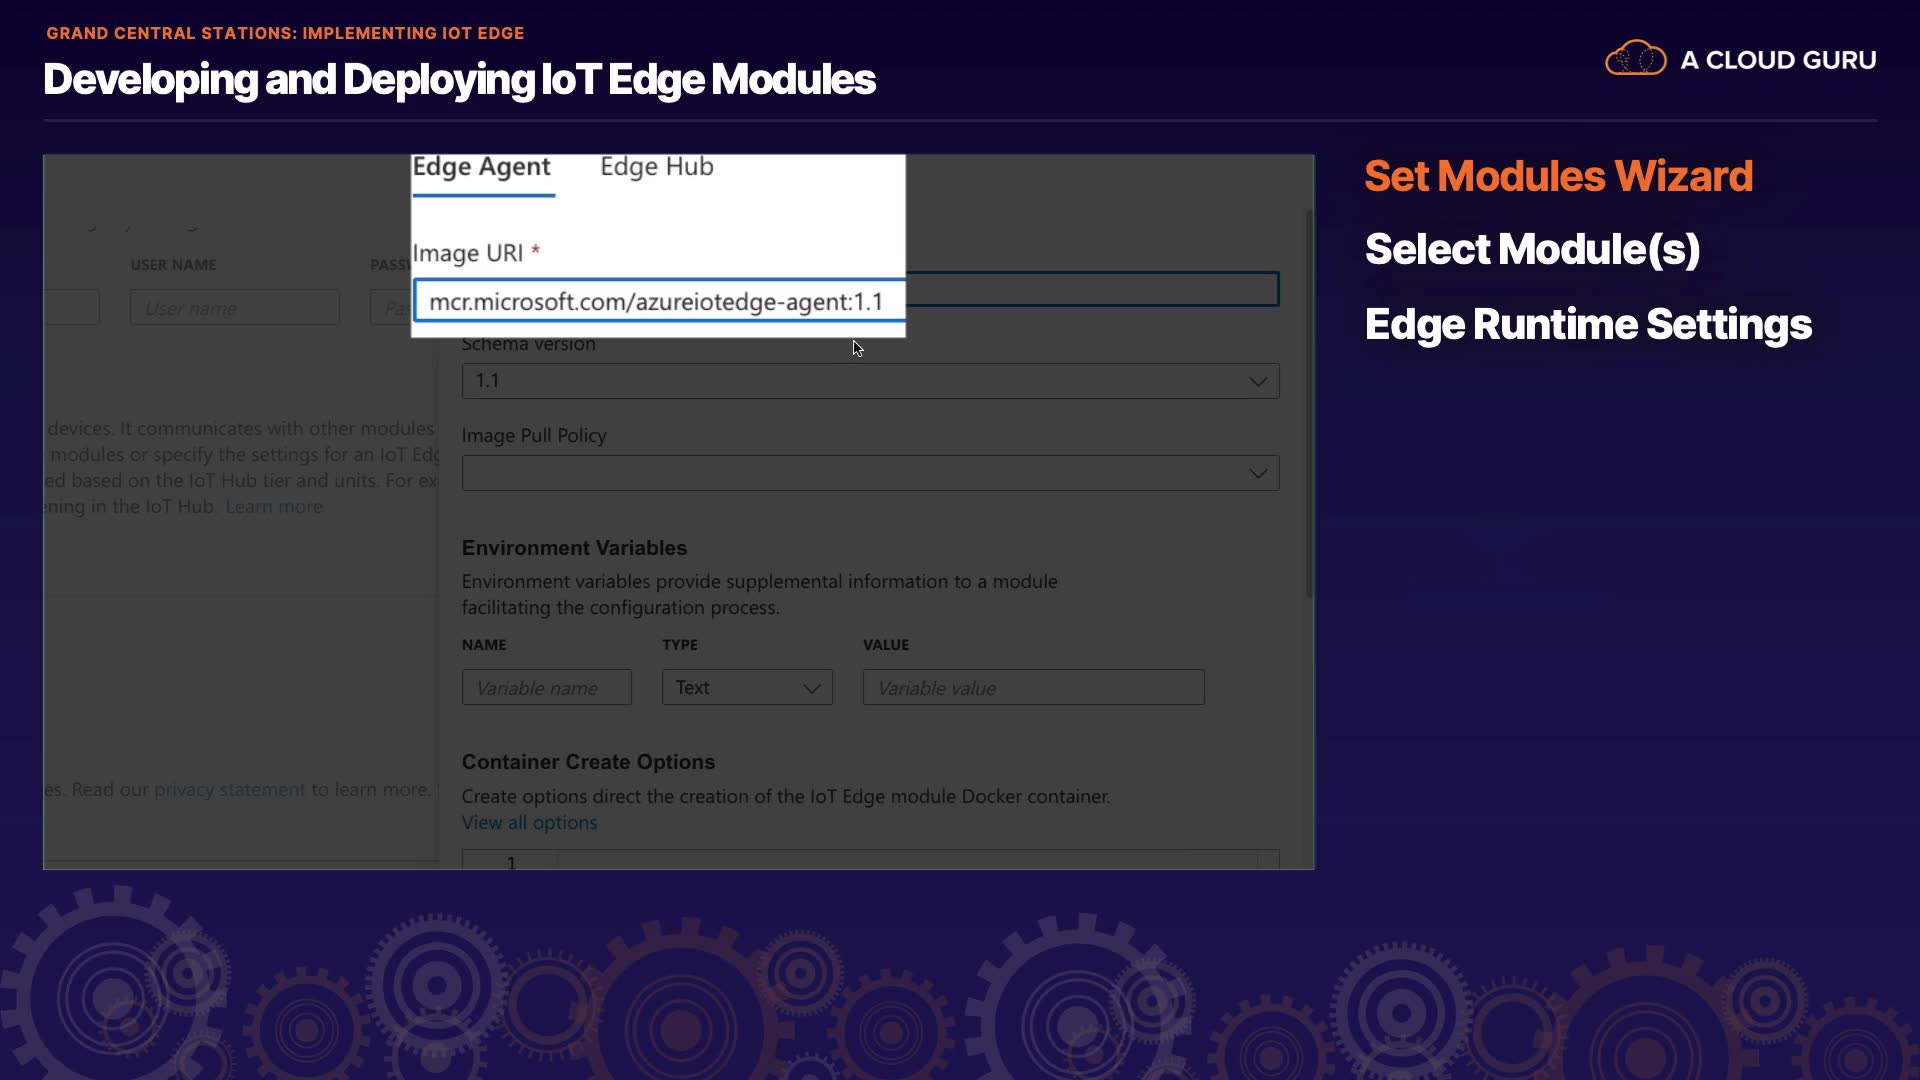 GRAND CENTRAL STATIONS: IMPLEMENTING IOT EDGE
Developing and Deploying IoT Edge Modules
A CLOUD GURU
Edge Agent Edge Hub
Image URI *
mcr.microsoft.com/azureiotedge-agent:1.1
USER NAME
User name
Schema version
1.1
Image Pull Policy
devices. It communicates with other modules
modules or specify the settings for an IoT
ed based on the IoT Hub tier and units. For ex
ning in the IoT Hub. Learn more
Environment Variables
Environment variables provide supplemental information to a module
facilitating the configuration process.
NAME TYPE VALUE
Variable name Text Variable value
es. Read our privacy statement to learn more.
Container Create Options
Create options direct the creation of the IoT Edge module Docker container.
View all options
1
Set Modules Wizard
Select Module(s)
Edge Runtime Settings